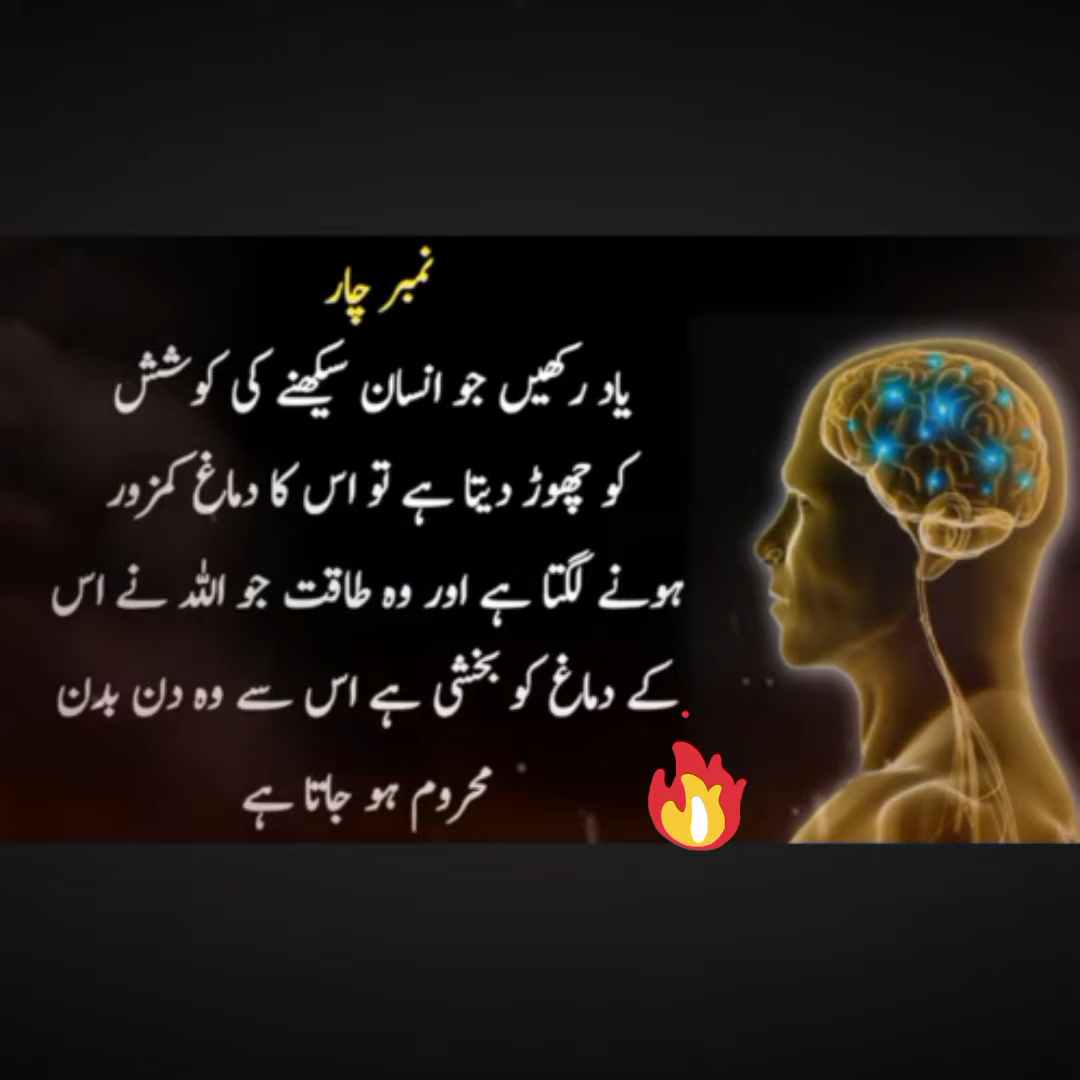 نمبر چار
یاد رکھیں جو انسان سیکھنے کی کوشش
کو چھوڑ دیتا ہے تو اس کا دماغ کمزور
ہونے لگتا ہے اور وہ طاقت جو اللہ نے اس
کے دماغ کو بخشی ہے اس سے وہ دن بدن
محروم ہو جاتا ہے